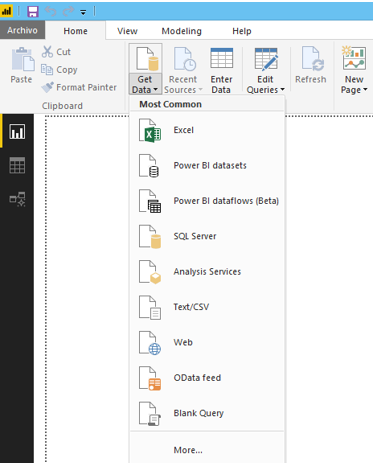 Archivo Home View Modeling Help
Paste
Cut
Copy
Format Painter
Clipboard
Get Data
Recent Sources
Enter Data
Edit Queries
Refresh
New Page
Most Common
Excel
Power BI datasets
Power BI dataflows (Beta)
SQL Server
Analysis Services
Text/CSV
Web
OData feed
Blank Query
More...